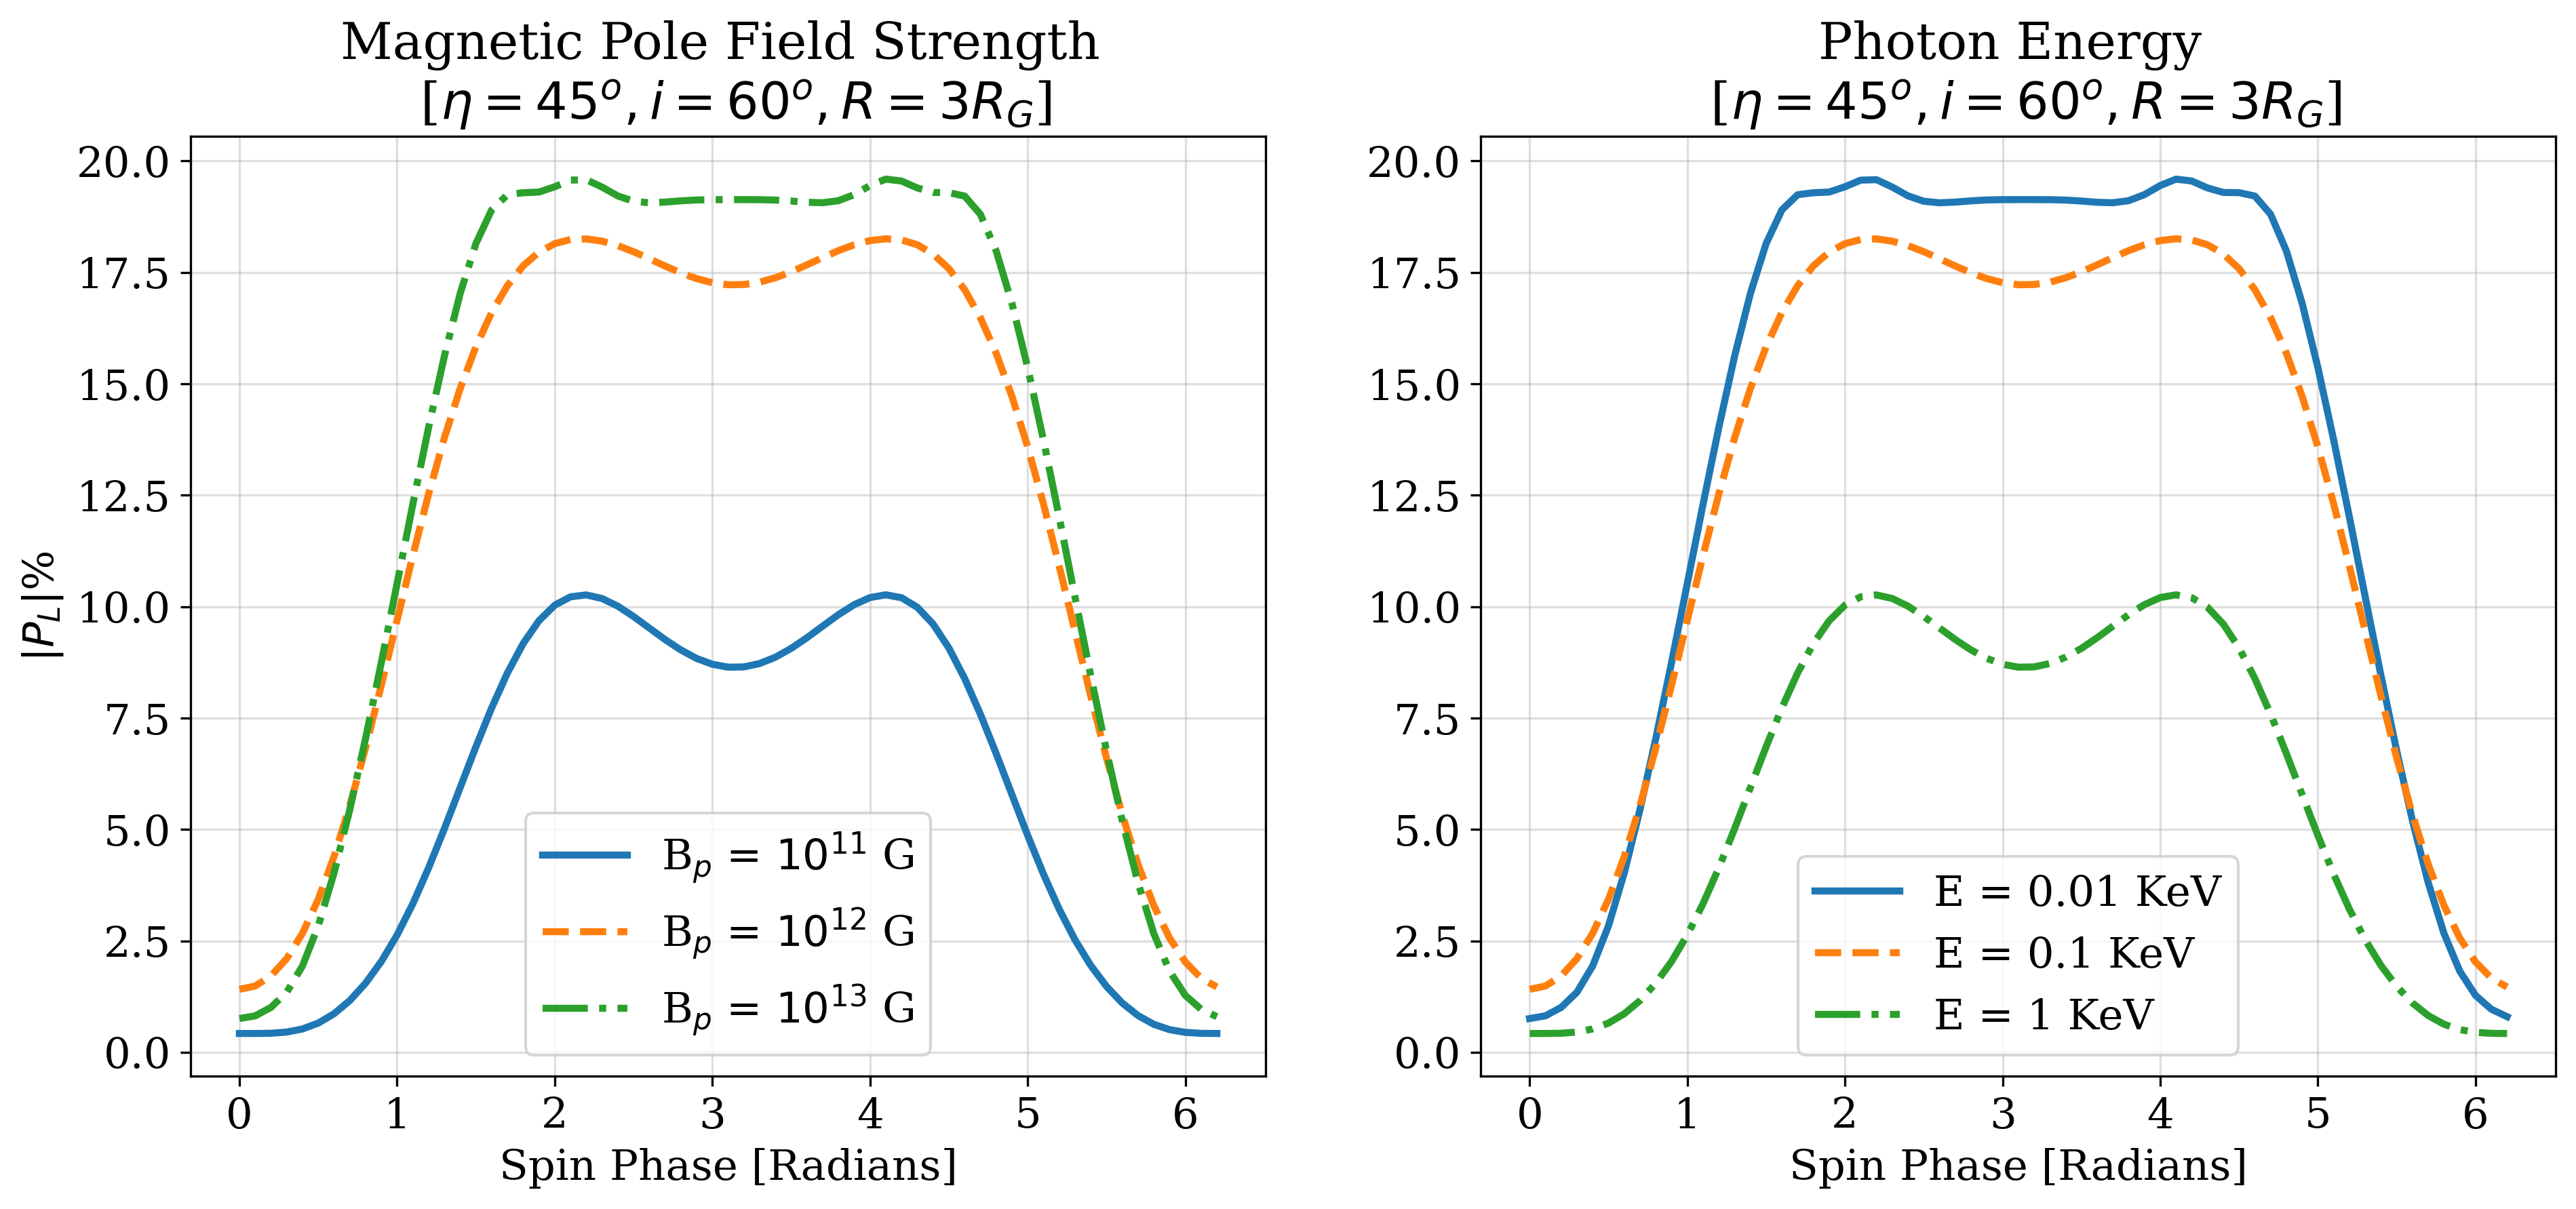 Magnetic Pole Field Strength
[η = 45°, i = 60°, R = 3R_G]
|P_L|%
20.0
17.5
15.0
12.5
10.0
7.5
5.0
2.5
0.0
B_p = 10^11 G
B_p = 10^12 G
B_p = 10^13 G
0 1 2 3 4 5 6
Spin Phase [Radians]
Photon Energy
[η = 45°, i = 60°, R = 3R_G]
20.0
17.5
15.0
12.5
10.0
7.5
5.0
2.5
0.0
E = 0.01 KeV
E = 0.1 KeV
E = 1 KeV
0 1 2 3 4 5 6
Spin Phase [Radians]